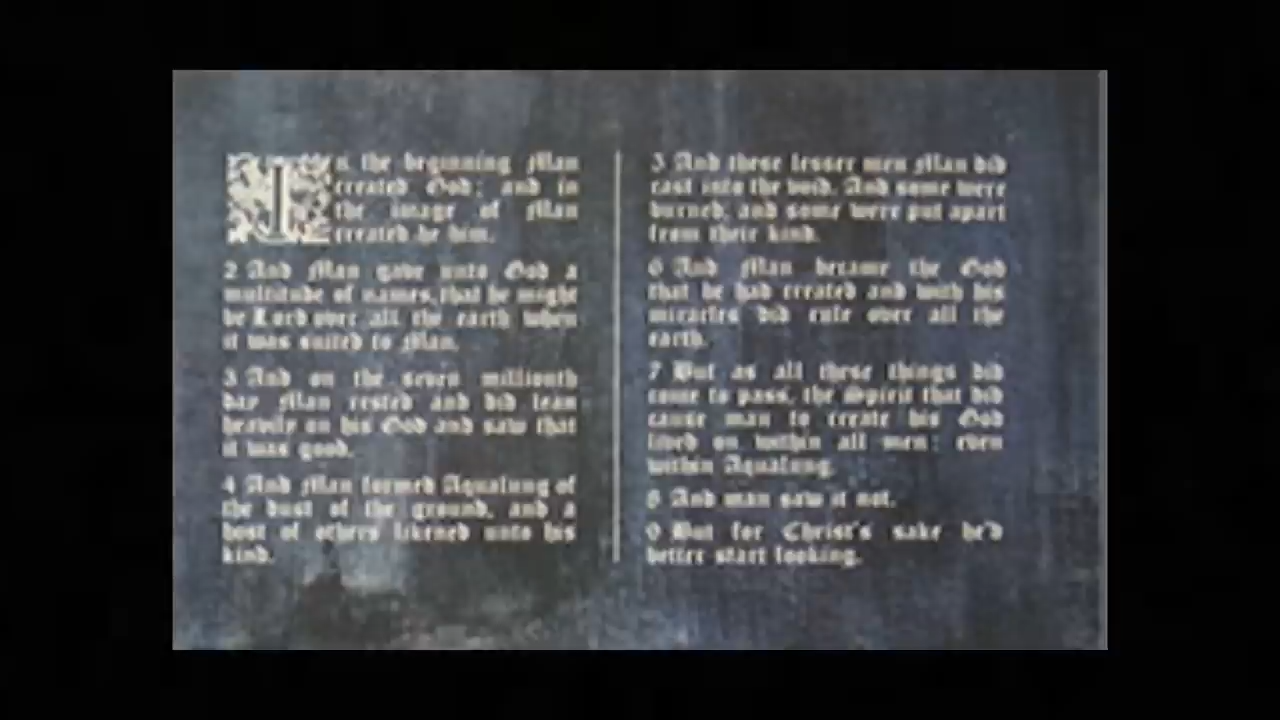 In the beginning Man
created God; and in
the image of Man
created he him.
2 And Man gave unto God a
multitude of names, that he might
be Lord over all the earth when
it was suited to Man.
3 And on the seven millionth
day Man rested and did lean
heavily on his God and saw that
it was good.
4 And Man formed Aqualung of
the dust of the ground, and a
host of others likened unto his
kind.
5 And these lesser men Man did
cast into the void. And some were
burned; and some were put apart
from their kind.
6 And Man became the God
that he had created and with his
miracles did rule over all the
earth.
7 But as all these things did
come to pass, the Spirit that did
cause man to create his God
lived on within all men: even
within Aqualung.
8 And man saw it not.
9 But for Christ's sake he'd
better start looking.